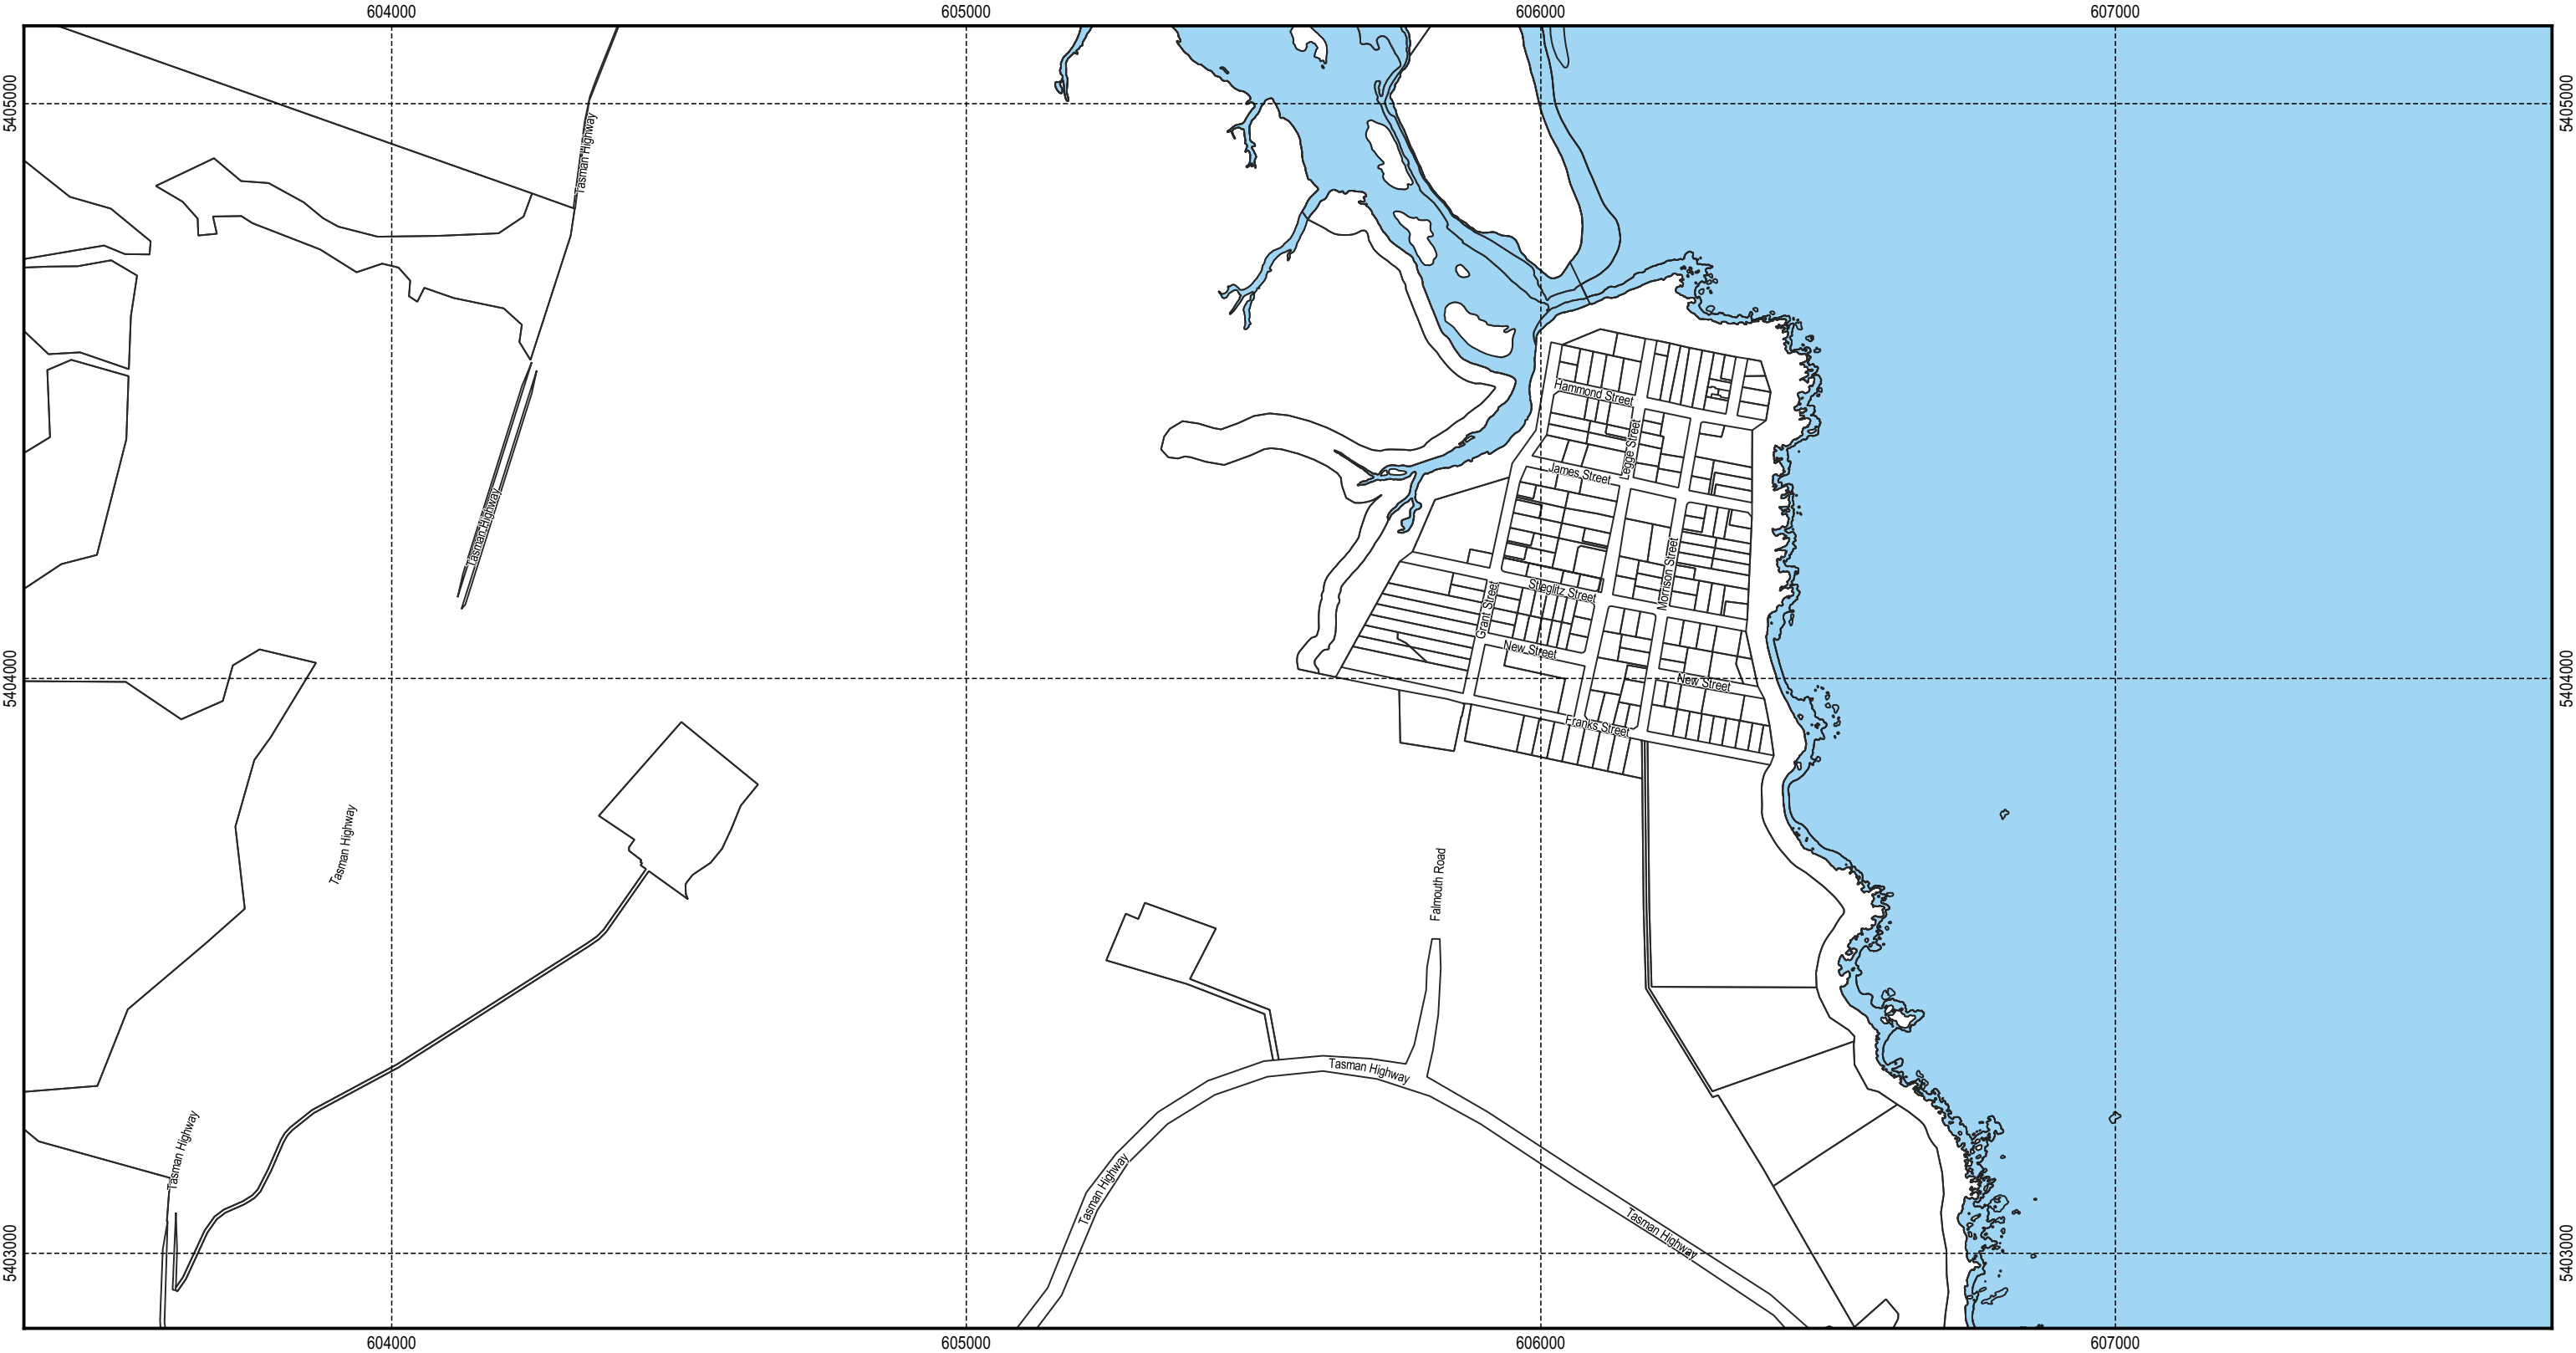 604000
605000
606000
607000
5405000
5405000
Tasman Highway
Hammond Street
Legge Street
James Street
Tasman Highway
Morrison Street
Stieglitz Street
Grant Street
New Street
5404000
5404000
New Street
Franks Street
Tasman Highway
Falmouth Road
Tasman Highway
Tasman Highway
Tasman Highway
Tasman Highway
5403000
5403000
604000
605000
606000
607000